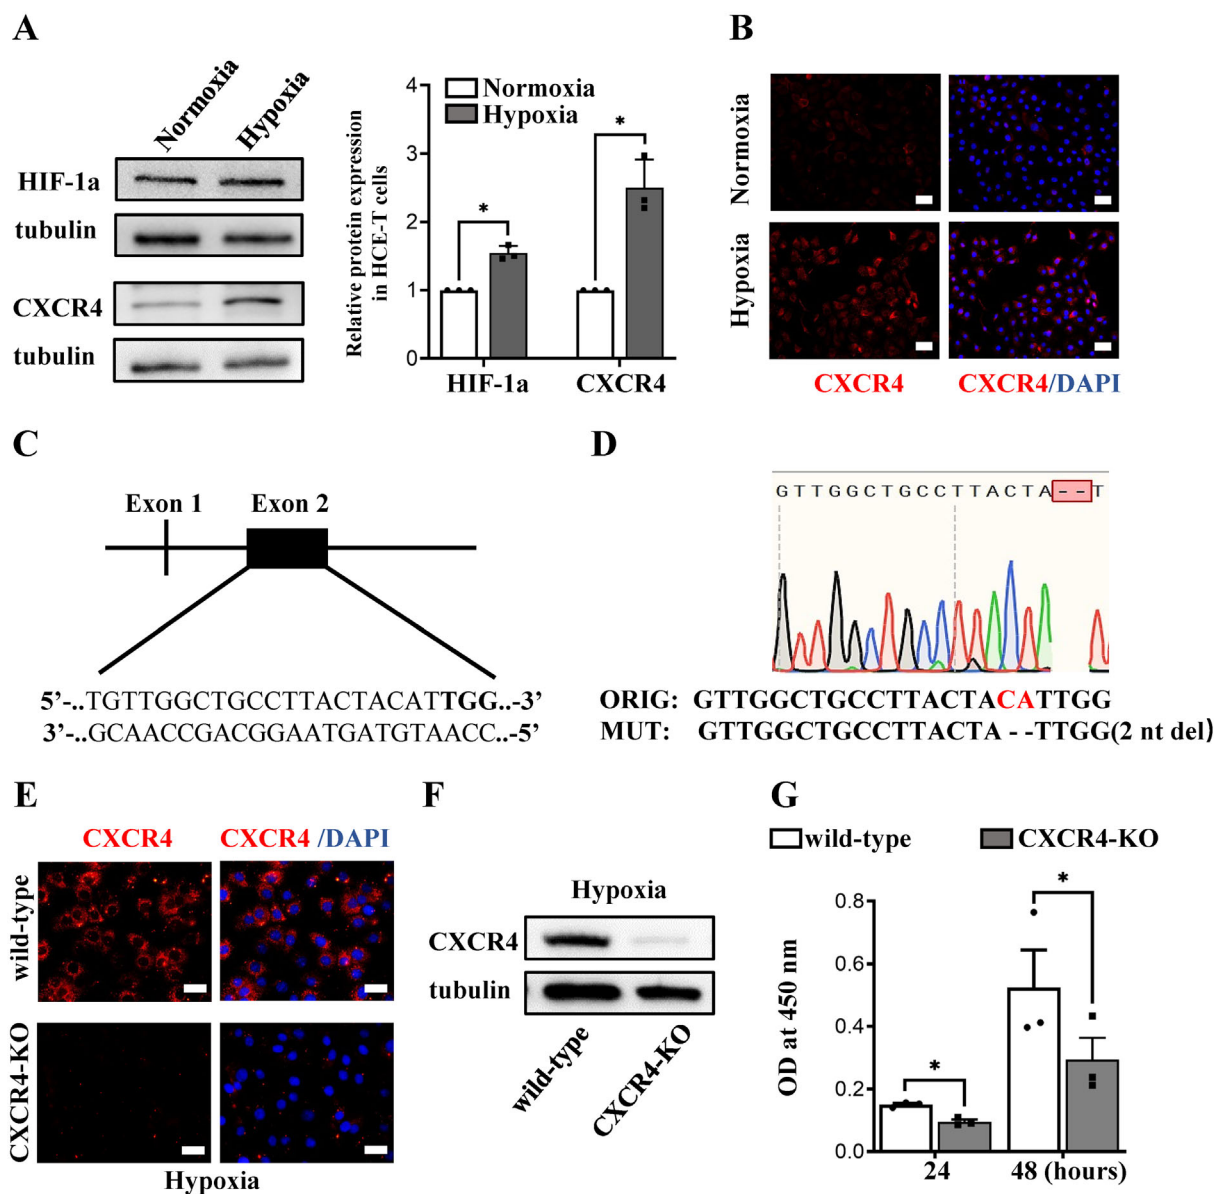 A
Normoxia
Hypoxia
HIF-1a
tubulin
CXCR4
tubulin
Relative protein expression
in HCE-T cells
4
3
2
1
0
Normoxia
Hypoxia
*
*
HIF-1a
CXCR4
B
Normoxia
Hypoxia
CXCR4
CXCR4/DAPI
C
Exon 1
Exon 2
5’-..TGTTGGCTGCCTTACTACATTGG..-3’
3’-..GCAACCGACGGAATGATGTAACC..-5’
D
GTTGGCTGCCTTACTA--T
ORIG: GTTGGCTGCCTTACTACATTGG
MUT: GTTGGCTGCCTTACTA--TTGG(2 nt del)
E
CXCR4
CXCR4 /DAPI
wild-type
CXCR4-KO
Hypoxia
F
Hypoxia
CXCR4
tubulin
wild-type
CXCR4-KO
G
wild-type
CXCR4-KO
OD at 450 nm
0.8
0.6
0.4
0.2
0.0
*
*
24
48 (hours)